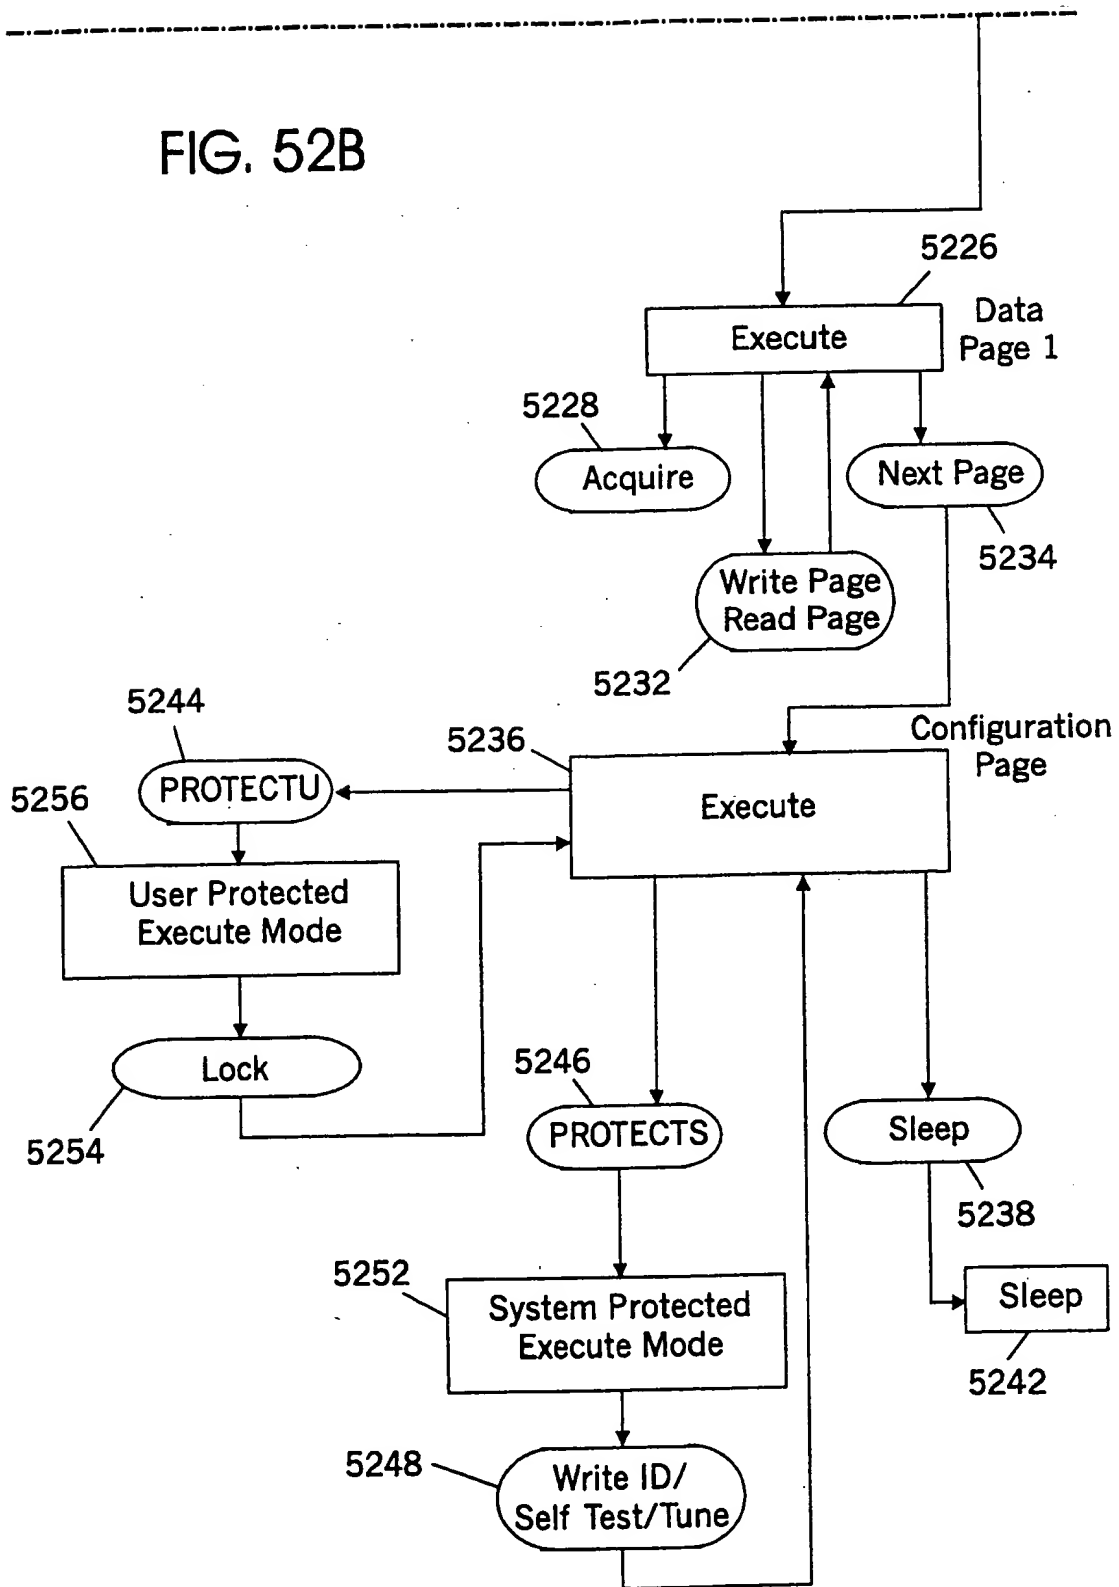 FIG. 52B
5226
Execute
Data
Page 1
5228
Acquire
Next Page
5234
Write Page
Read Page
5232
5244
5236
Configuration
Page
PROTECTU
5256
Execute
User Protected
Execute Mode
Lock
5254
5246
PROTECTS
Sleep
5238
5252
System Protected
Execute Mode
Sleep
5242
5248
Write ID/
Self Test/Tune